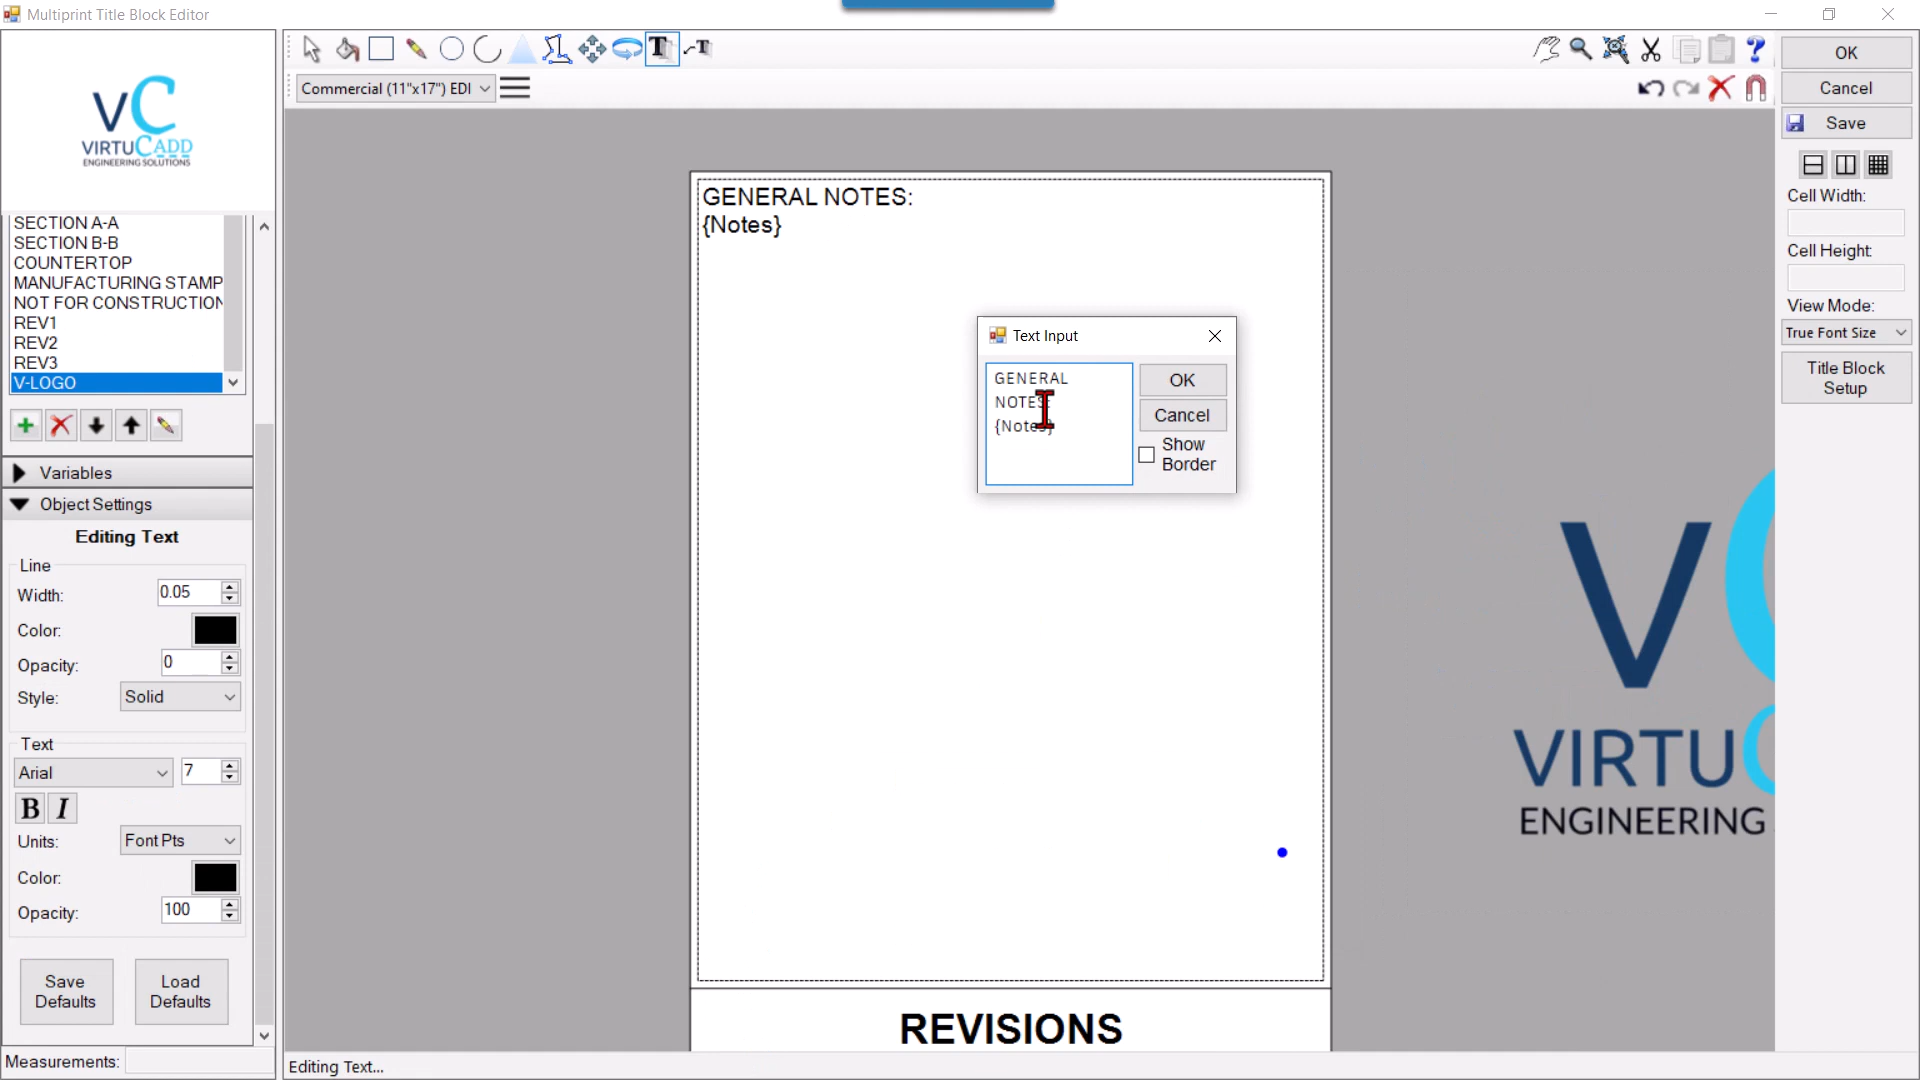 Multiprint Title Block Editor
VC
VIRTUCADD
ENGINEERING SOLUTIONS
Commercial (11"x17") EDI
SECTION A-A
SECTION B-B
COUNTERTOP
MANUFACTURING STAMP
NOT FOR CONSTRUCTION
REV1
REV2
REV3
V-LOGO
Variables
Object Settings
Editing Text
Line
Width:
0.05
Color:
Opacity:
0
Style:
Solid
Text
Arial
7
B
I
Units:
Font Pts
Color:
Opacity:
100
Save
Defaults
Load
Defaults
Measurements:
GENERAL NOTES:
{Notes}
Text Input
GENERAL
NOTES:
{Notes}
OK
Cancel
Show
Border
REVISIONS
VC
VIRTUC
ENGINEERING
Editing Text...
OK
Cancel
Save
Cell Width:
Cell Height:
View Mode:
True Font Size
Title Block
Setup